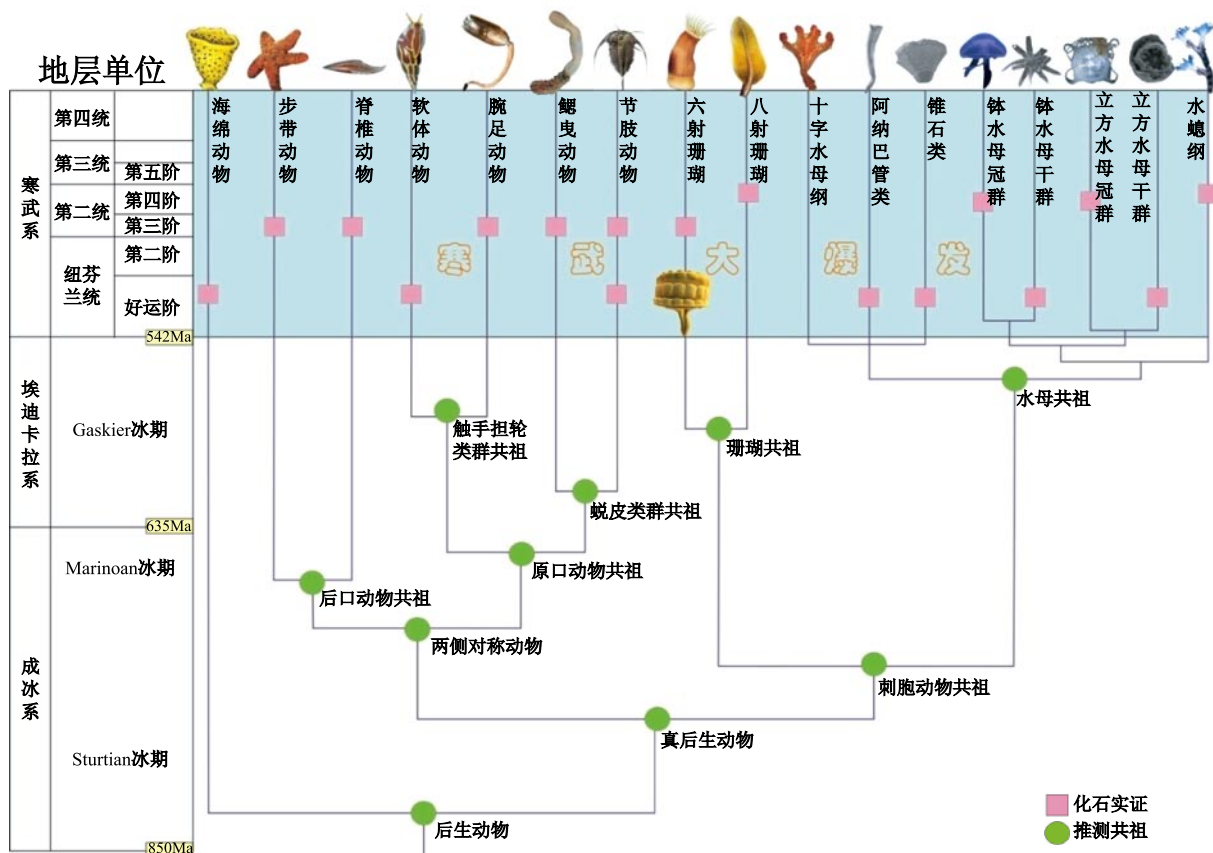 地层单位
海绵动物
步带动物
脊椎动物
软体动物
腕足动物
鳃曳动物
节肢动物
六射珊瑚
八射珊瑚
十字水母纲
阿纳巴管类
锥石类
钵水母冠群
钵水母干群
立方水母冠群
立方水母干群
水螅纲
寒武系
第四统
第三统
第五阶
第二统
第四阶
第三阶
纽芬兰统
第二阶
好运阶
寒武大爆发
542Ma
埃迪卡拉系
Gaskier冰期
635Ma
成冰系
Marinoan冰期
Sturtian冰期
850Ma
水母共祖
触手担轮
类群共祖
珊瑚共祖
蜕皮类群共祖
原口动物共祖
后口动物共祖
两侧对称动物
刺胞动物共祖
真后生动物
后生动物
化石实证
推测共祖